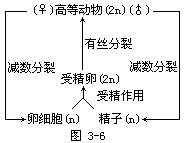 (♀)高等动物(2n)(♂)
有丝分裂
减数分裂
减数分裂
受精卵(2n)
受精作用
卵细胞(n)
精子(n)
图 3-6